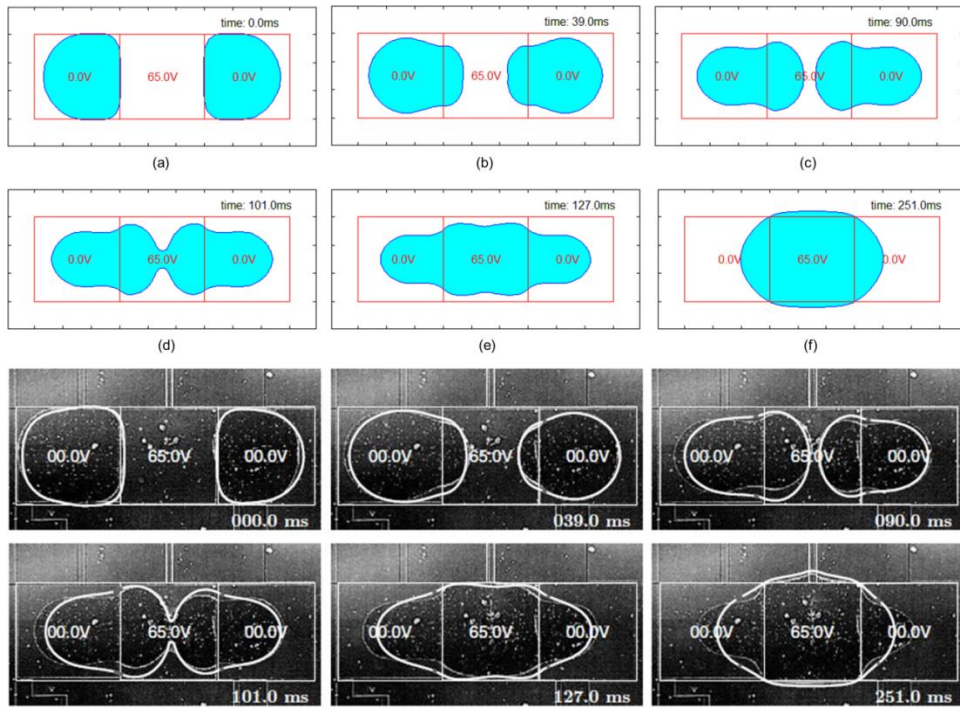 time: 0.0ms
0.0V 65.0V 0.0V
(a)
time: 39.0ms
0.0V 65.0V 0.0V
(b)
time: 90.0ms
0.0V 65.0V 0.0V
(c)
time: 101.0ms
0.0V 65.0V 0.0V
(d)
time: 127.0ms
0.0V 65.0V 0.0V
(e)
time: 251.0ms
0.0V 65.0V 0.0V
(f)
00.0V 65.0V 00.0V
000.0 ms
00.0V 65.0V 00.0V
039.0 ms
00.0V 65.0V 00.0V
090.0 ms
00.0V 65.0V 00.0V
101.0 ms
00.0V 65.0V 00.0V
127.0 ms
00.0V 65.0V 00.0V
251.0 ms